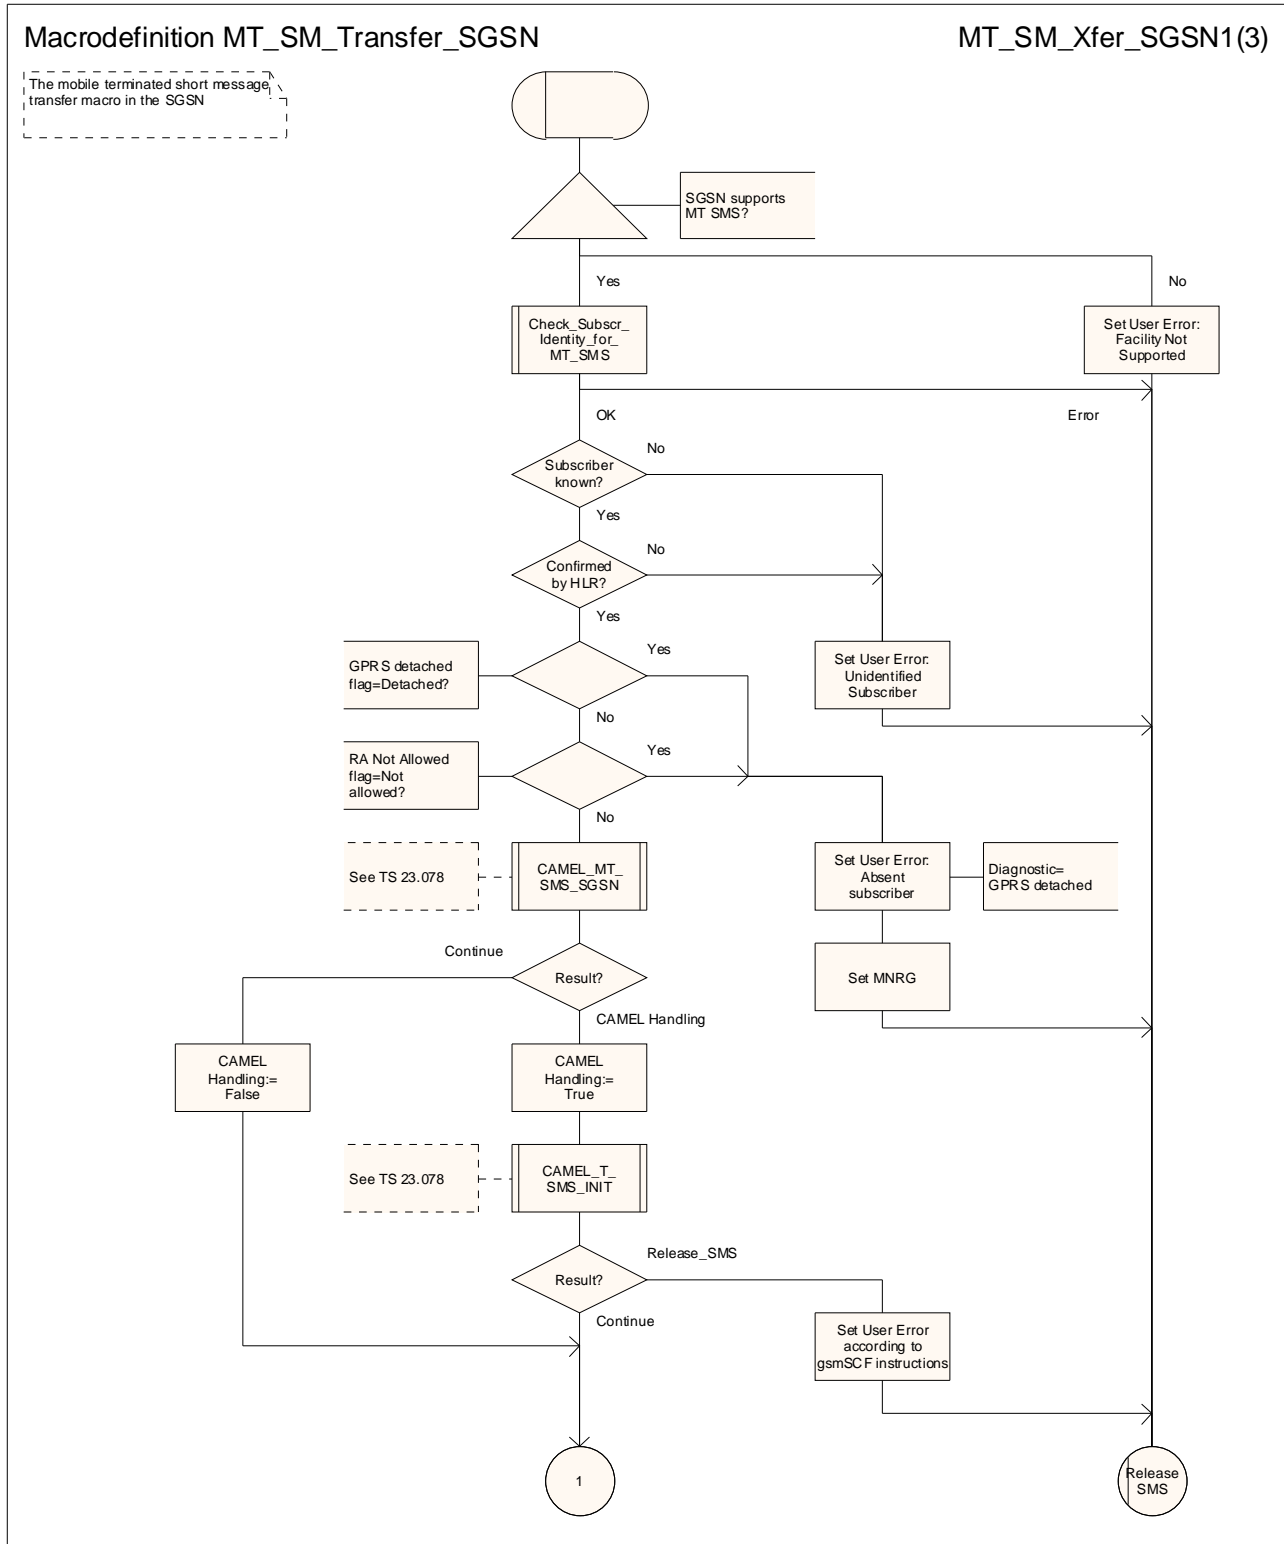 Macrodefinition MT_SM_Transfer_SGSN
MT_SM_Xfer_SGSN1(3)
The mobile terminated short message
transfer macro in the SGSN
SGSN supports
MT SMS?
Yes
No
Check_Subscr_
Identity_for_
MT_SMS
Set User Error:
Facility Not
Supported
OK
Error
Subscriber
known?
No
Yes
Confirmed
by HLR?
No
Yes
GPRS detached
flag=Detached?
Yes
Set User Error:
Unidentified
Subscriber
No
RA Not Allowed
flag=Not
allowed?
Yes
No
See TS 23.078
CAMEL_MT_
SMS_SGSN
Set User Error:
Absent
subscriber
Diagnostic=
GPRS detached
Continue
Result?
Set MNRG
CAMEL Handling
CAMEL
Handling:=
False
CAMEL
Handling:=
True
See TS 23.078
CAMEL_T_
SMS_INIT
Release_SMS
Result?
Continue
Set User Error
according to
gsmSCF instructions
1
Release
SMS